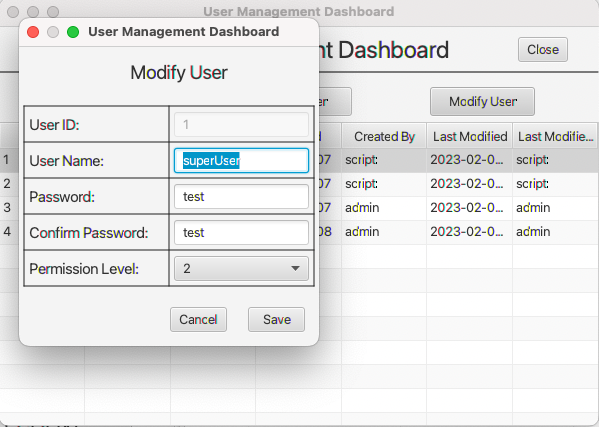 User Management Dashboard
User Management Dashboard
Modify User
User ID: 1
User Name: superUser
Password: test
Confirm Password: test
Permission Level: 2
Cancel Save
Dashboard
Close
Modify User
Created By Last Modified Last Modifie...
1 07 script: 2023-02-0... script:
2 07 script: 2023-02-0... script:
3 07 admin 2023-02-0... admin
4 08 admin 2023-02-0... admin